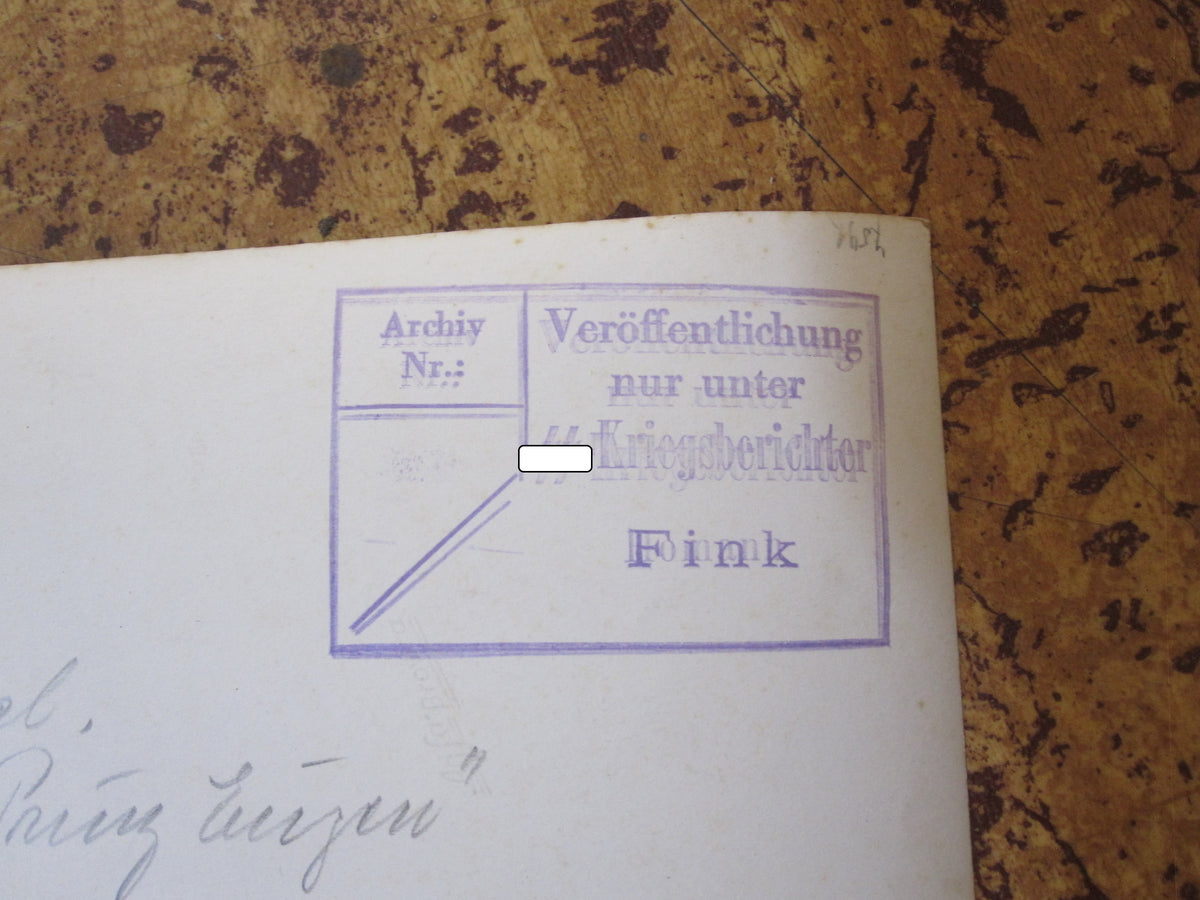 Archiv
Nr.:
Veröffentlichung
nur unter
Kriegsberichter
Fink
Prinz Eugen"